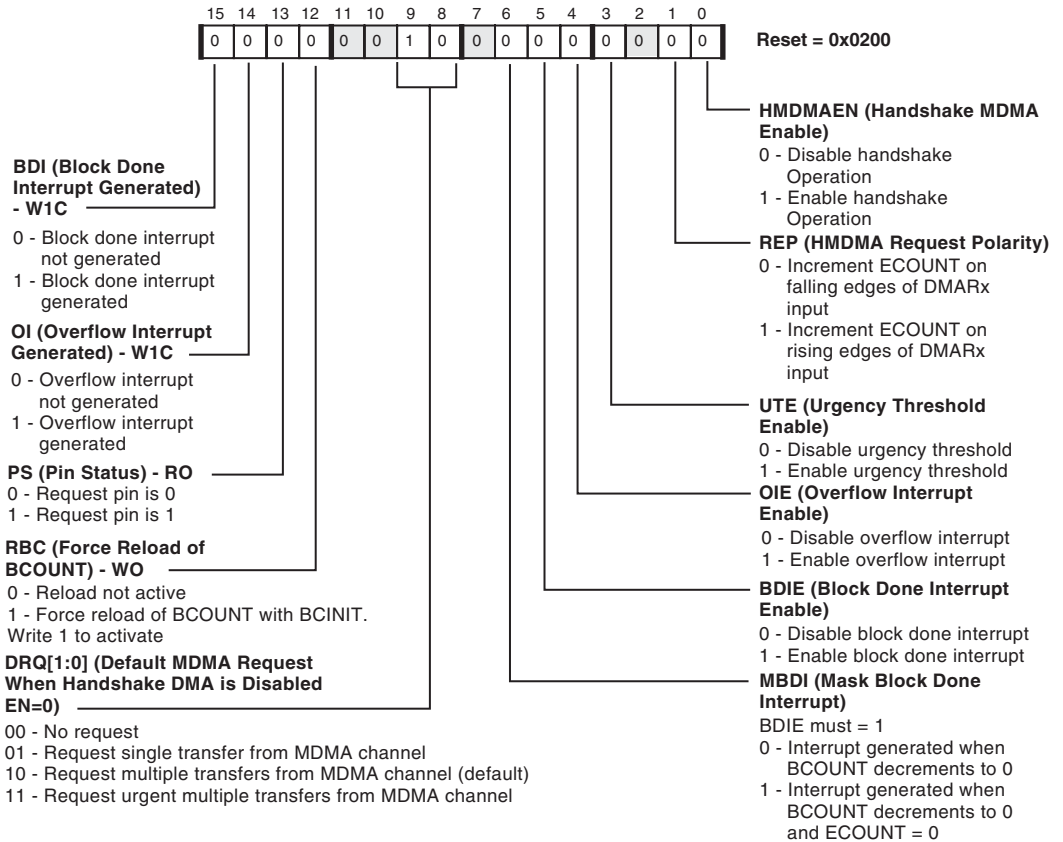 15 14 13 12 11 10 9 8 7 6 5 4 3 2 1 0
0 0 0 0 0 0 1 0 0 0 0 0 0 0 0 0
Reset = 0x0200
BDI (Block Done
Interrupt Generated)
- W1C
0 - Block done interrupt
not generated
1 - Block done interrupt
generated
OI (Overflow Interrupt
Generated) - W1C
0 - Overflow interrupt
not generated
1 - Overflow interrupt
generated
PS (Pin Status) - RO
0 - Request pin is 0
1 - Request pin is 1
RBC (Force Reload of
BCOUNT) - WO
0 - Reload not active
1 - Force reload of BCOUNT with BCINIT.
Write 1 to activate
DRQ[1:0] (Default MDMA Request
When Handshake DMA is Disabled
EN=0)
00 - No request
01 - Request single transfer from MDMA channel
10 - Request multiple transfers from MDMA channel (default)
11 - Request urgent multiple transfers from MDMA channel
HMDMAEN (Handshake MDMA
Enable)
0 - Disable handshake
Operation
1 - Enable handshake
Operation
REP (HMDMA Request Polarity)
0 - Increment ECOUNT on
falling edges of DMARx
input
1 - Increment ECOUNT on
rising edges of DMARx
input
UTE (Urgency Threshold
Enable)
0 - Disable urgency threshold
1 - Enable urgency threshold
OIE (Overflow Interrupt
Enable)
0 - Disable overflow interrupt
1 - Enable overflow interrupt
BDIE (Block Done Interrupt
Enable)
0 - Disable block done interrupt
1 - Enable block done interrupt
MBDI (Mask Block Done
Interrupt)
BDIE must = 1
0 - Interrupt generated when
BCOUNT decrements to 0
1 - Interrupt generated when
BCOUNT decrements to 0
and ECOUNT = 0